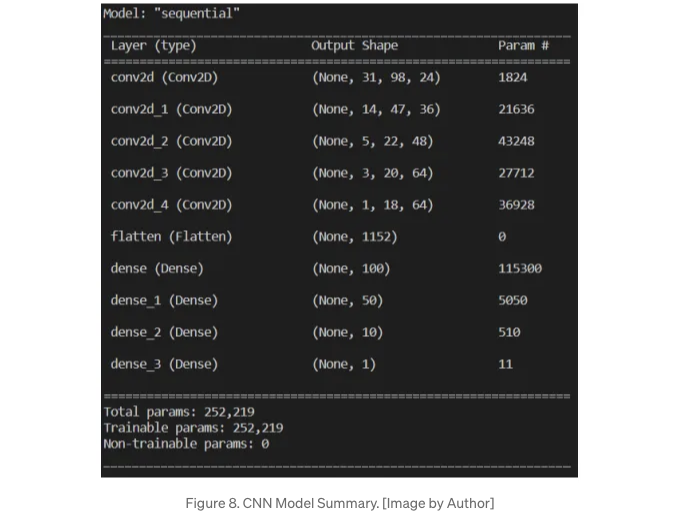 Model: "sequential"
Layer (type) Output Shape Param #
conv2d (Conv2D) (None, 31, 98, 24) 1824
conv2d_1 (Conv2D) (None, 14, 47, 36) 21636
conv2d_2 (Conv2D) (None, 5, 22, 48) 43248
conv2d_3 (Conv2D) (None, 3, 20, 64) 27712
conv2d_4 (Conv2D) (None, 1, 18, 64) 36928
flatten (Flatten) (None, 1152) 0
dense (Dense) (None, 100) 115300
dense_1 (Dense) (None, 50) 5050
dense_2 (Dense) (None, 10) 510
dense_3 (Dense) (None, 1) 11
Total params: 252,219
Trainable params: 252,219
Non-trainable params: 0
Figure 8. CNN Model Summary. [Image by Author]